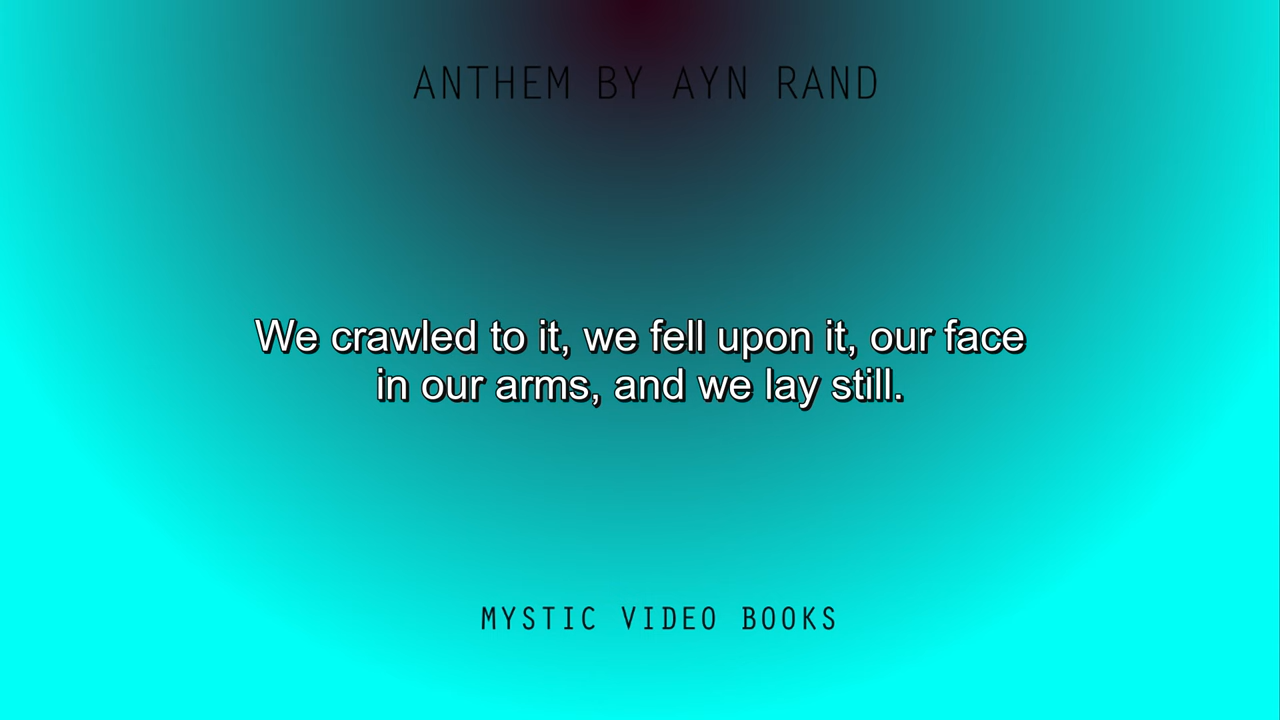 ANTHEM BY AYN RAND
We crawled to it, we fell upon it, our face
in our arms, and we lay still.
MYSTIC VIDEO BOOKS